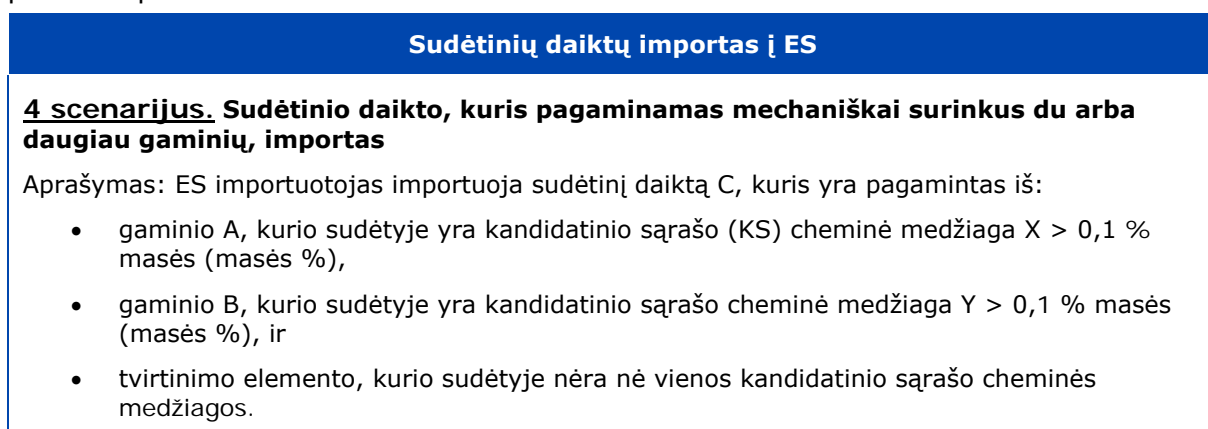 Sudėtinių daiktų importas į ES
4 scenarijus. Sudėtinio daikto, kuris pagaminamas mechaniškai surinkus du arba
daugiau gaminių, importas
Aprašymas: ES importuotojas importuoja sudėtinį daiktą C, kuris yra pagamintas iš:
• gaminio A, kurio sudėtyje yra kandidatinio sąrašo (KS) cheminė medžiaga X > 0,1 %
masės (masės %),
• gaminio B, kurio sudėtyje yra kandidatinio sąrašo cheminė medžiaga Y > 0,1 % masės
(masės %), ir
• tvirtinimo elemento, kurio sudėtyje nėra nė vienos kandidatinio sąrašo cheminės
medžiagos.